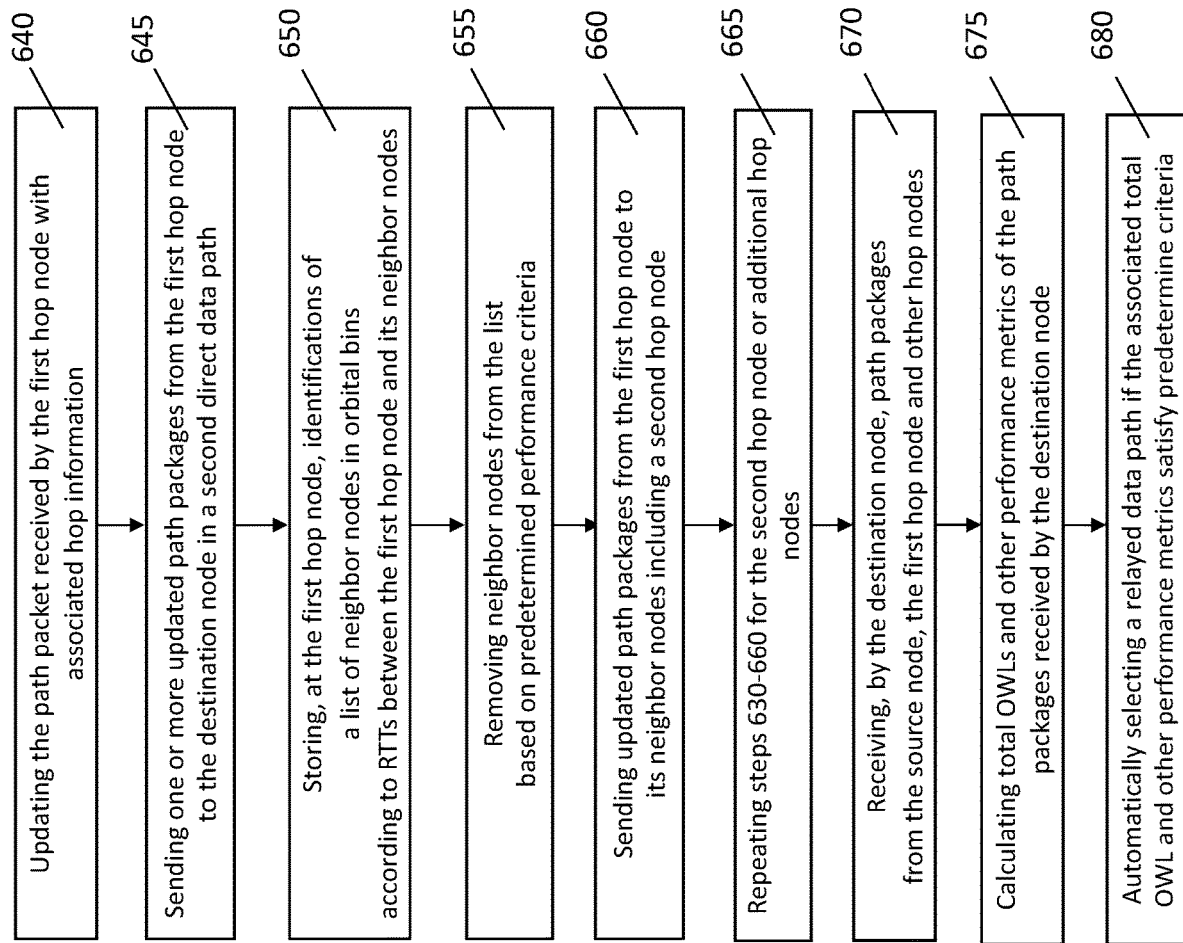 640
Updating the path packet received by the first hop node with
associated hop information
645
Sending one or more updated path packages from the first hop node
to the destination node in a second direct data path
650
Storing, at the first hop node, identifications of
a list of neighbor nodes in orbital bins
according to RTTs between the first hop node and its neighbor nodes
655
Removing neighbor nodes from the list
based on predetermined performance criteria
660
Sending updated path packages from the first hop node to
its neighbor nodes including a second hop node
665
Repeating steps 630-660 for the second hop node or additional hop
nodes
670
Receiving, by the destination node, path packages
from the source node, the first hop node and other hop nodes
675
Calculating total OWLs and other performance metrics of the path
packages received by the destination node
680
Automatically selecting a relayed data path if the associated total
OWL and other performance metrics satisfy predetermine criteria